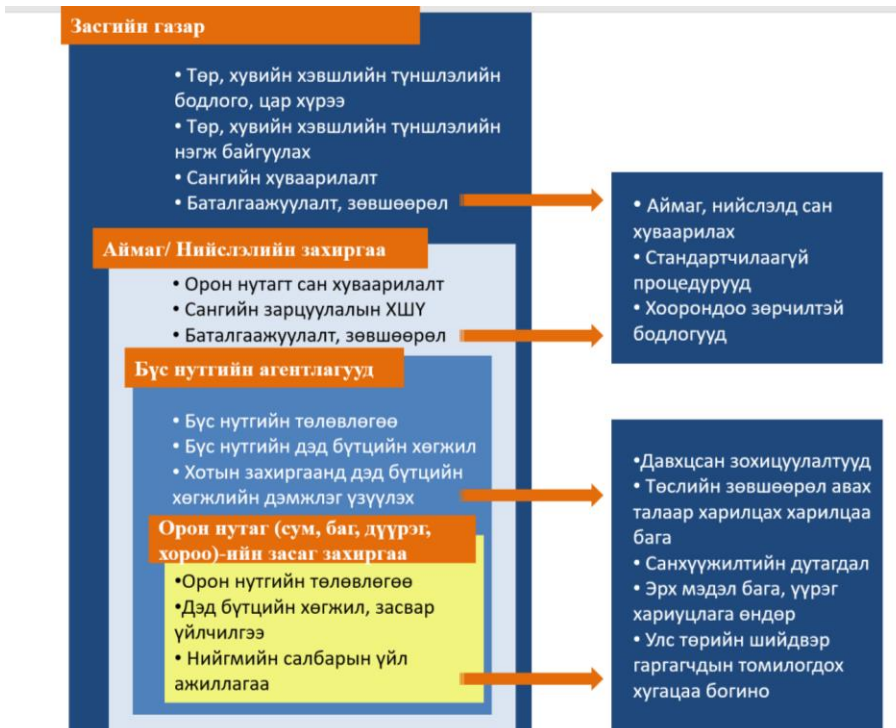 Засгийн газар
• Төр, хувийн хэвшлийн түншлэлийн
бодлого, цар хүрээ
• Төр, хувийн хэвшлийн түншлэлийн
нэгж байгуулах
• Сангийн хуваарилалт
• Баталгаажуулалт, зөвшөөрөл
Аймаг/ Нийслэлийн захиргаа
• Орон нутагт сан хуваарилалт
• Сангийн зарцуулалын ХШҮ
• Баталгаажуулалт, зөвшөөрөл
Бүс нутгийн агентлагууд
• Бүс нутгийн төлөвлөгөө
• Бүс нутгийн дэд бүтцийн хөгжил
• Хотын захиргаанд дэд бүтцийн
хөгжлийн дэмжлэг үзүүлэх
Орон нутаг (сум, баг, дүүрэг,
хороо)-ийн засаг захиргаа
•Орон нутгийн төлөвлөгөө
•Дэд бүтцийн хөгжил, засвар
үйлчилгээ
• Нийгмийн салбарын үйл
ажиллагаа
• Аймаг, нийслэлд сан
хуваарилах
• Стандартчилаагүй
процедурууд
• Хоорондоо зөрчилтэй
бодлогууд
•Давхцсан зохицуулалтууд
• Төслийн зөвшөөрөл авах
талаар харилцах харилцаа
бага
• Санхүүжилтийн дутагдал
• Эрх мэдэл бага, үүрэг
хариуцлага өндөр
• Улс төрийн шийдвэр
гаргагчдын томилогдох
хугацаа богино